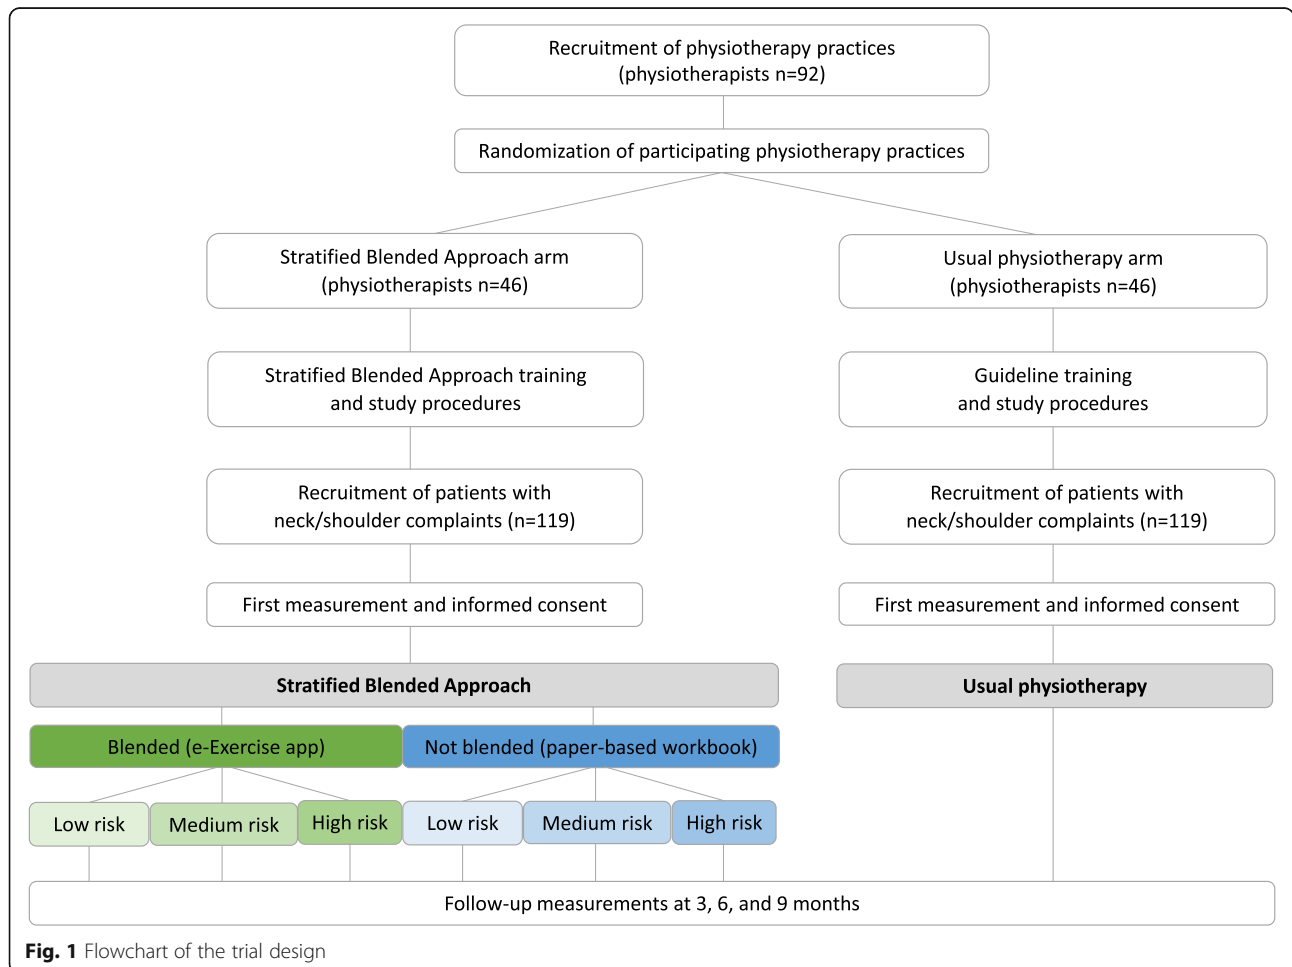 Recruitment of physiotherapy practices
(physiotherapists n=92)
Randomization of participating physiotherapy practices
Stratified Blended Approach arm
(physiotherapists n=46)
Usual physiotherapy arm
(physiotherapists n=46)
Stratified Blended Approach training
and study procedures
Guideline training
and study procedures
Recruitment of patients with
neck/shoulder complaints (n=119)
Recruitment of patients with
neck/shoulder complaints (n=119)
First measurement and informed consent
First measurement and informed consent
Stratified Blended Approach
Usual physiotherapy
Blended (e-Exercise app)
Not blended (paper-based workbook)
Low risk
Medium risk
High risk
Low risk
Medium risk
High risk
Follow-up measurements at 3, 6, and 9 months
Fig. 1 Flowchart of the trial design